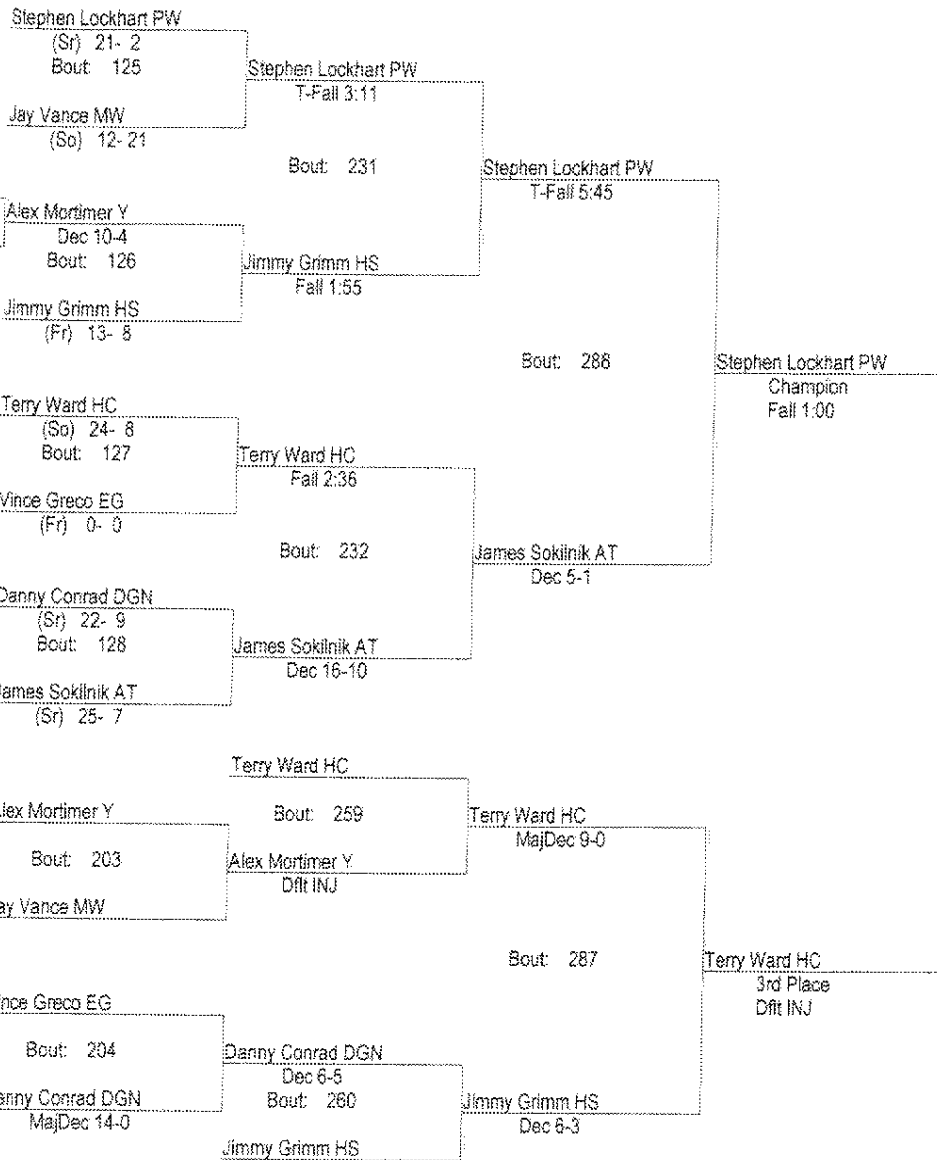 Stephen Lockhart PW
(Sr) 21- 2
Bout: 125
Stephen Lockhart PW
T-Fall 3:11
Jay Vance MW
(So) 12- 21
Bout: 231
Stephen Lockhart PW
T-Fall 5:45
Alex Mortimer Y
Dec 10-4
Bout: 126
Jimmy Grimm HS
Fall 1:55
Jimmy Grimm HS
(Fr) 13- 8
Bout: 288
Stephen Lockhart PW
Champion
Fall 1:00
Terry Ward HC
(So) 24- 8
Bout: 127
Terry Ward HC
Fall 2:36
Vince Greco EG
(Fr) 0- 0
Bout: 232
James Sokilnik AT
Dec 5-1
Danny Conrad DGN
(Sr) 22- 9
Bout: 128
James Sokilnik AT
Dec 16-10
James Sokilnik AT
(Sr) 25- 7
Terry Ward HC
Alex Mortimer Y
Bout: 259
Terry Ward HC
MajDec 9-0
Bout: 203
Alex Mortimer Y
Dflt INJ
ay Vance MW
Bout: 287
Terry Ward HC
3rd Place
Dflt INJ
nce Greco EG
Bout: 204
Danny Conrad DGN
Dec 6-5
anny Conrad DGN
MajDec 14-0
Bout: 260
Jimmy Grimm HS
Dec 6-3
Jimmy Grimm HS